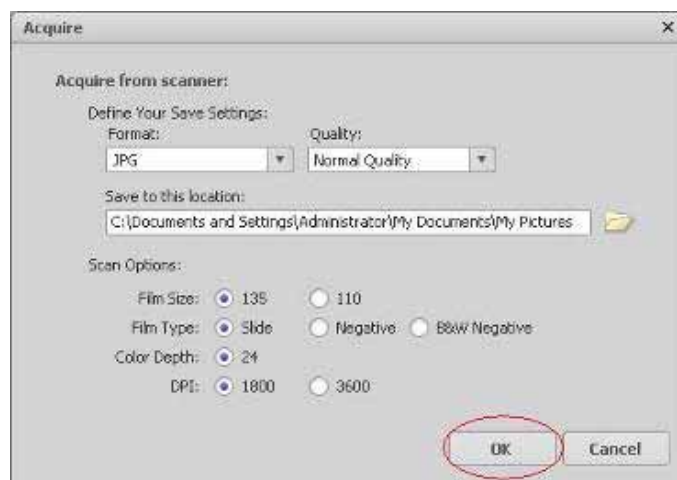 Acquire
Acquire from scanner:
Define Your Save Settings:
Format: Quality:
JPG Normal Quality
Save to this location:
C:\Documents and Settings\Administrator\My Documents\My Pictures
Scan Options:
Film Size: 135 110
Film Type: Slide Negative B&W Negative
Color Depth: 24
DPI: 1800 3600
OK Cancel